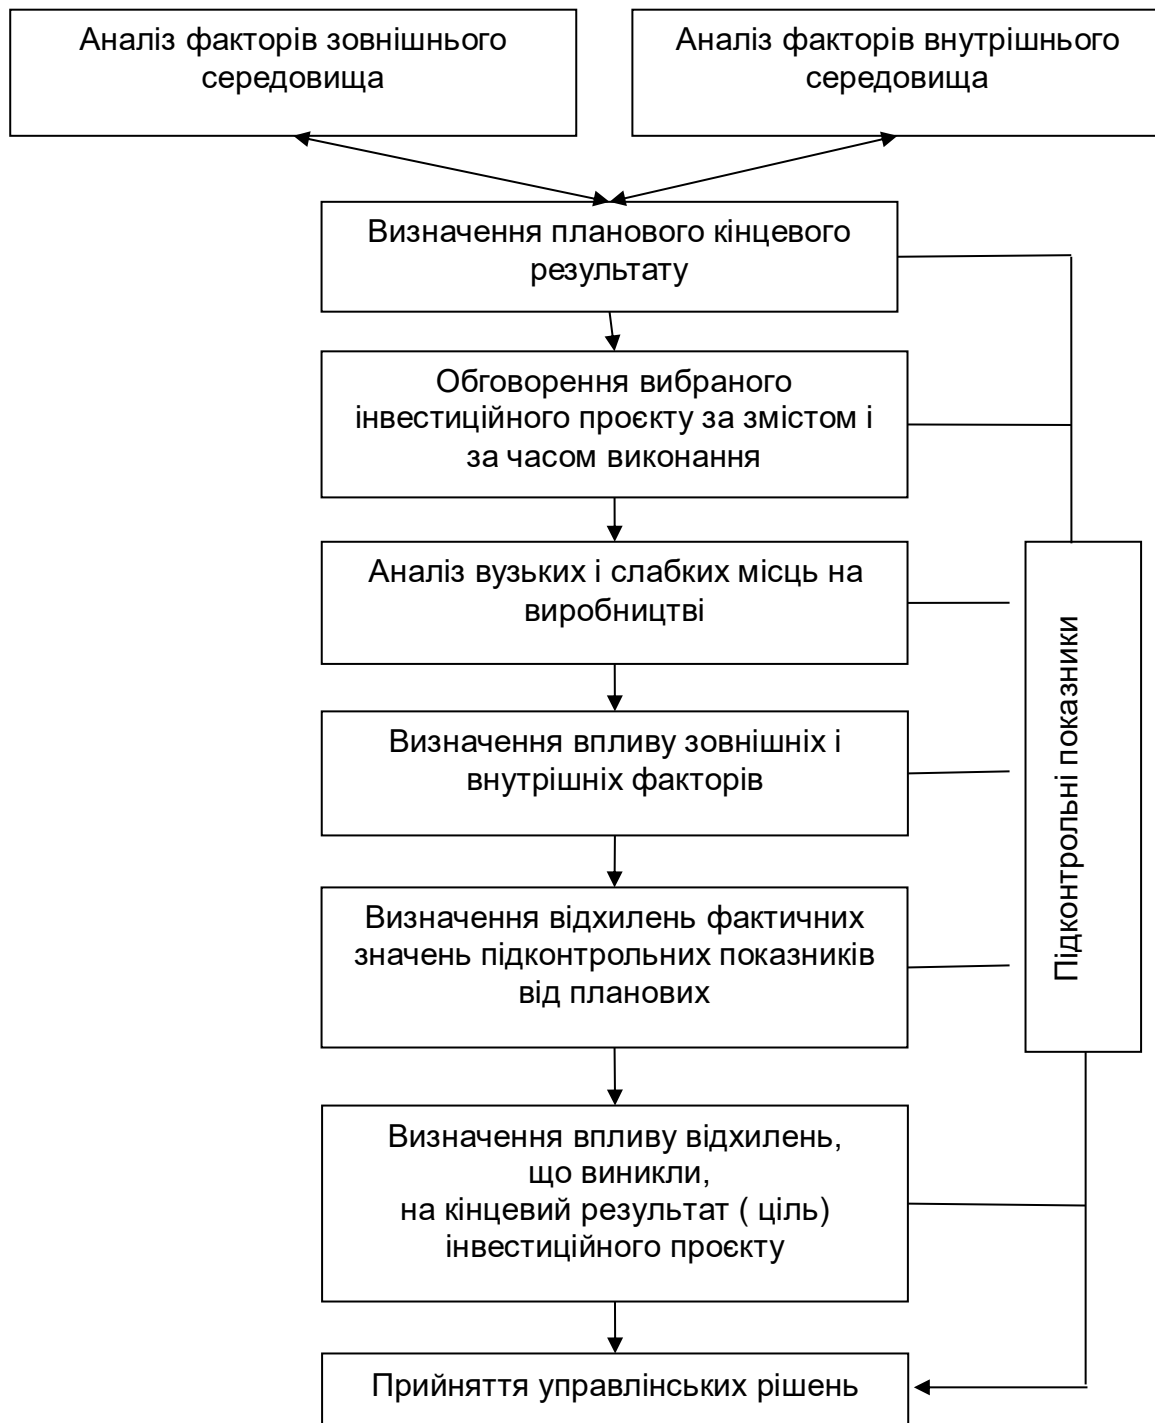 Аналіз факторів зовнішнього
середовища
Аналіз факторів внутрішнього
середовища
Визначення планового кінцевого
результату
Обговорення вибраного
інвестиційного проєкту за змістом і
за часом виконання
Аналіз вузьких і слабких місць на
виробництві
Визначення впливу зовнішніх і
внутрішніх факторів
Визначення відхилень фактичних
значень підконтрольних показників
від планових
Визначення впливу відхилень,
що виникли,
на кінцевий результат ( ціль)
інвестиційного проєкту
Прийняття управлінських рішень
Підконтрольні показники